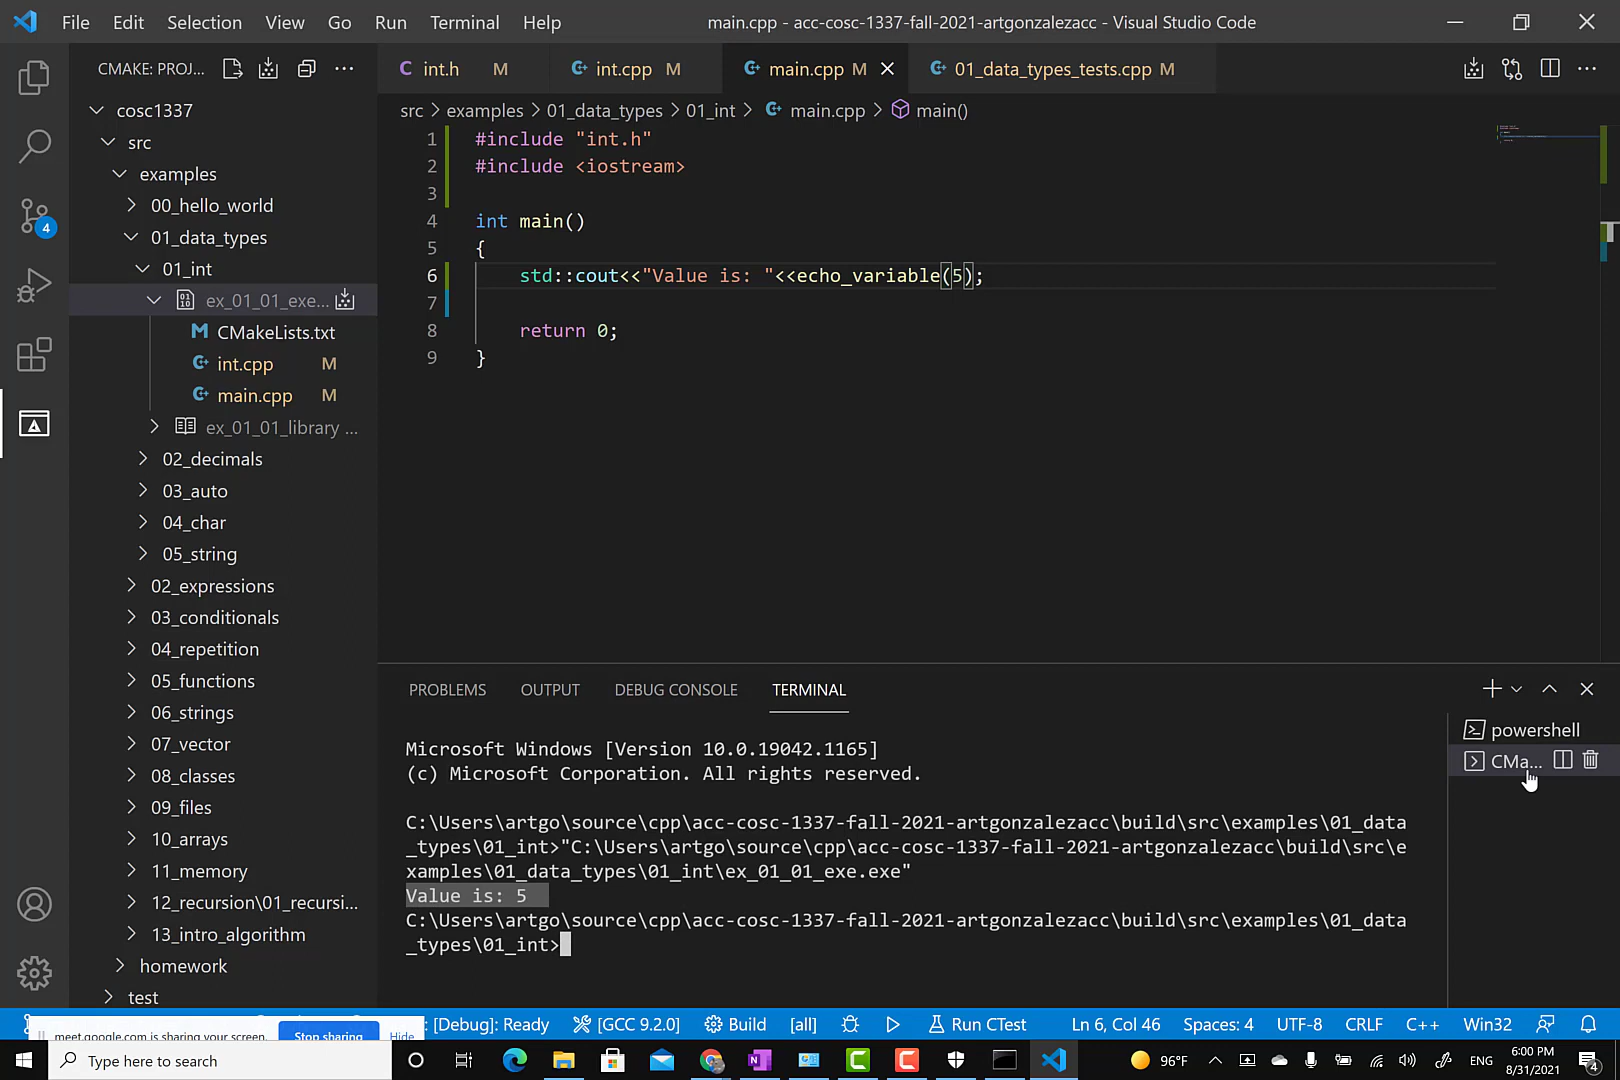 File Edit Selection View Go Run Terminal Help
main.cpp - acc-cosc-1337-fall-2021-artgonzalezacc - Visual Studio Code
CMAKE: PROJ...
int.h M
int.cpp M
main.cpp M
01_data_types_tests.cpp M
src > examples > 01_data_types > 01_int > main.cpp > main()
cosc1337
src
examples
00_hello_world
01_data_types
01_int
ex_01_01_exe...
CMakeLists.txt
int.cpp M
main.cpp M
ex_01_01_library ...
02_decimals
03_auto
04_char
05_string
02_expressions
03_conditionals
04_repetition
05_functions
06_strings
07_vector
08_classes
09_files
10_arrays
11_memory
12_recursion\01_recursi...
13_intro_algorithm
homework
test
4
1 #include "int.h"
2 #include <iostream>
3
4 int main()
5 {
6 std::cout<<"Value is: "<<echo_variable(5);
7
8 return 0;
9 }
PROBLEMS OUTPUT DEBUG CONSOLE TERMINAL
powershell
CMa...
Microsoft Windows [Version 10.0.19042.1165]
(c) Microsoft Corporation. All rights reserved.
C:\Users\artgo\source\cpp\acc-cosc-1337-fall-2021-artgonzalezacc\build\src\examples\01_data
_types\01_int>"C:\Users\artgo\source\cpp\acc-cosc-1337-fall-2021-artgonzalezacc\build\src\e
xamples\01_data_types\01_int\ex_01_01_exe.exe"
Value is: 5
C:\Users\artgo\source\cpp\acc-cosc-1337-fall-2021-artgonzalezacc\build\src\examples\01_data
_types\01_int>
meet.google.com is sharing your screen. Stop sharing Hide
: [Debug]: Ready [GCC 9.2.0] Build [all] Run CTest Ln 6, Col 46 Spaces: 4 UTF-8 CRLF C++ Win32
Type here to search
96°F
ENG
6:00 PM
8/31/2021
4